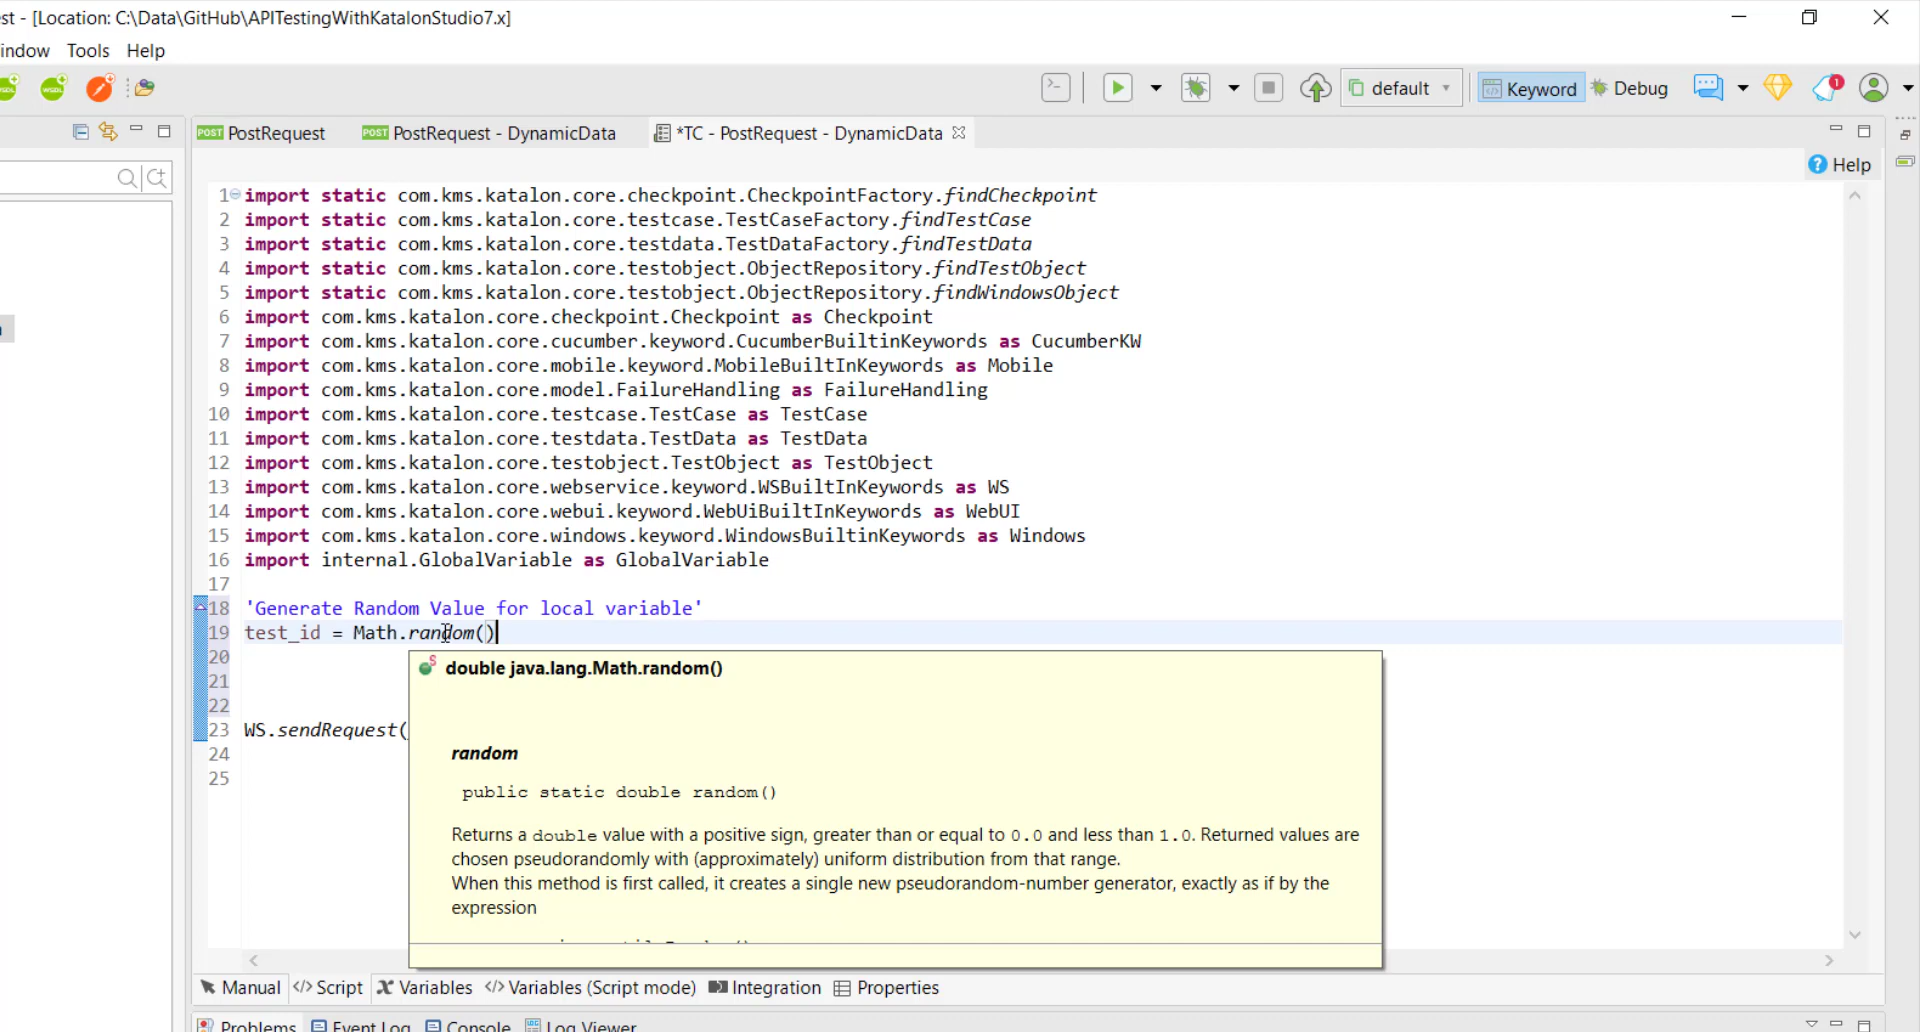 st - [Location: C:\Data\GitHub\APITestingWithKatalonStudio7.x]
indow Tools Help
default Keyword Debug 1
POST PostRequest POST PostRequest - DynamicData *TC - PostRequest - DynamicData
Help
1 import static com.kms.katalon.core.checkpoint.CheckpointFactory.findCheckpoint
2 import static com.kms.katalon.core.testcase.TestCaseFactory.findTestCase
3 import static com.kms.katalon.core.testdata.TestDataFactory.findTestData
4 import static com.kms.katalon.core.testobject.ObjectRepository.findTestObject
5 import static com.kms.katalon.core.testobject.ObjectRepository.findWindowsObject
6 import com.kms.katalon.core.checkpoint.Checkpoint as Checkpoint
7 import com.kms.katalon.core.cucumber.keyword.CucumberBuiltinKeywords as CucumberKW
8 import com.kms.katalon.core.mobile.keyword.MobileBuiltInKeywords as Mobile
9 import com.kms.katalon.core.model.FailureHandling as FailureHandling
10 import com.kms.katalon.core.testcase.TestCase as TestCase
11 import com.kms.katalon.core.testdata.TestData as TestData
12 import com.kms.katalon.core.testobject.TestObject as TestObject
13 import com.kms.katalon.core.webservice.keyword.WSBuiltInKeywords as WS
14 import com.kms.katalon.core.webui.keyword.WebUiBuiltInKeywords as WebUI
15 import com.kms.katalon.core.windows.keyword.WindowsBuiltinKeywords as Windows
16 import internal.GlobalVariable as GlobalVariable
17
18 'Generate Random Value for local variable'
19 test_id = Math.random()
20
21
22
23 WS.sendRequest(
24
25
double java.lang.Math.random()
random
public static double random()
Returns a double value with a positive sign, greater than or equal to 0.0 and less than 1.0. Returned values are
chosen pseudorandomly with (approximately) uniform distribution from that range.
When this method is first called, it creates a single new pseudorandom-number generator, exactly as if by the
expression
Manual Script Variables Variables (Script mode) Integration Properties
Problems Event Log Console Log Viewer